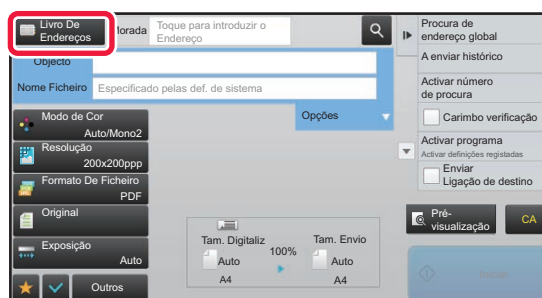 Livro De
Endereços
Morada
Toque para introduzir o
Endereço
Objecto
Nome Ficheiro
Especificado pelas def. de sistema
Opções
Modo de Cor
Auto/Mono2
Resolução
200x200ppp
Formato De Ficheiro
PDF
Original
Exposição
Auto
Outros
Tam. Digitaliz
Auto
A4
100%
Tam. Envio
Auto
A4
Procura de
endereço global
A enviar histórico
Activar número
de procura
Carimbo verificação
Activar programa
Activar definições registadas
Enviar
Ligação de destino
Pré-
visualização
CA
Iniciar